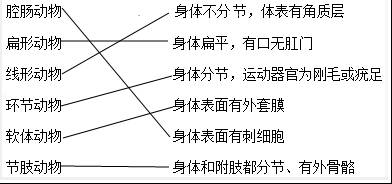 腔肠动物 身体不分节，体表有角质层
扁形动物 身体扁平，有口无肛门
线形动物 身体分节，运动器官为刚毛或疣足
环节动物 身体表面有外套膜
软体动物 身体表面有刺细胞
节肢动物 身体和附肢都分节、有外骨骼